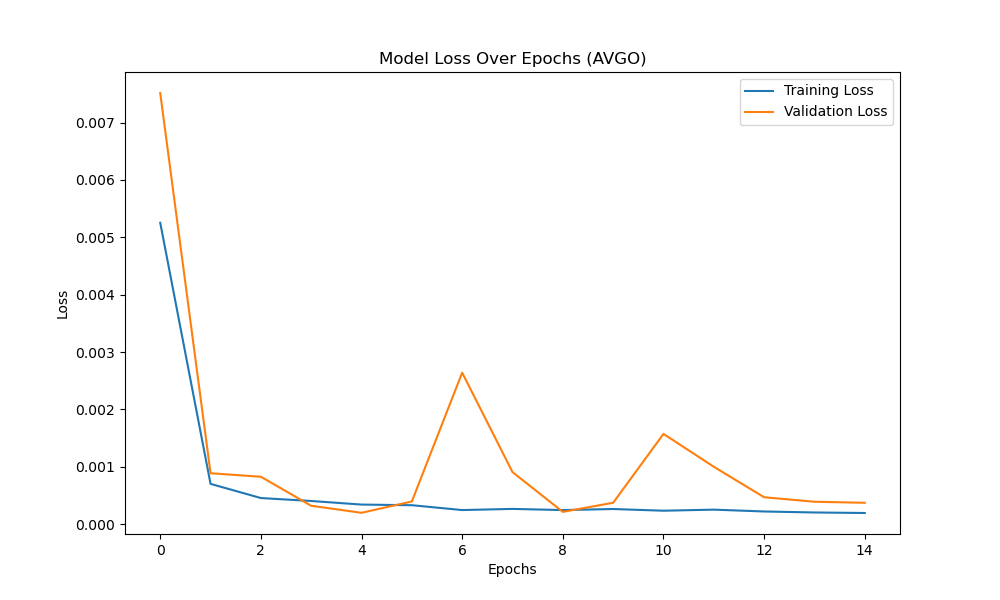 Model Loss Over Epochs (AVGO)
Training Loss
Validation Loss
0.007
0.006
0.005
0.004
0.003
0.002
0.001
0.000
Loss
0 2 4 6 8 10 12 14
Epochs